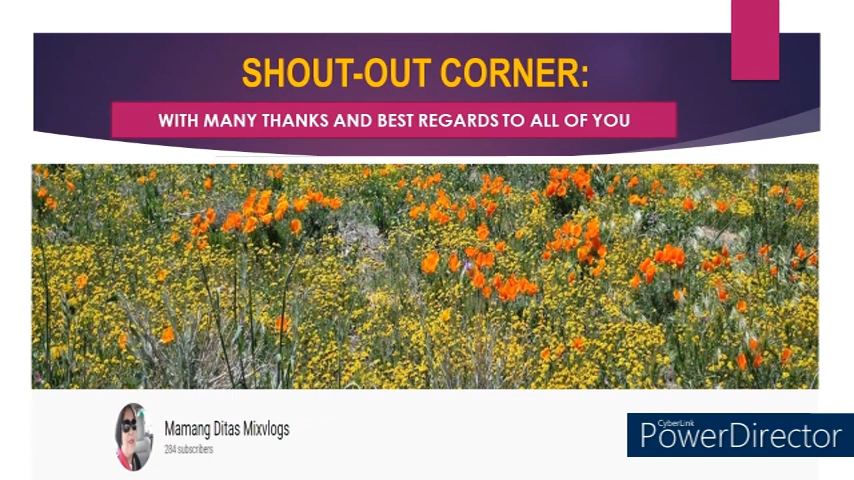 SHOUT-OUT CORNER:
WITH MANY THANKS AND BEST REGARDS TO ALL OF YOU
Mamang Ditas Mixvlogs
284 subscribers
CyberLink
PowerDirector